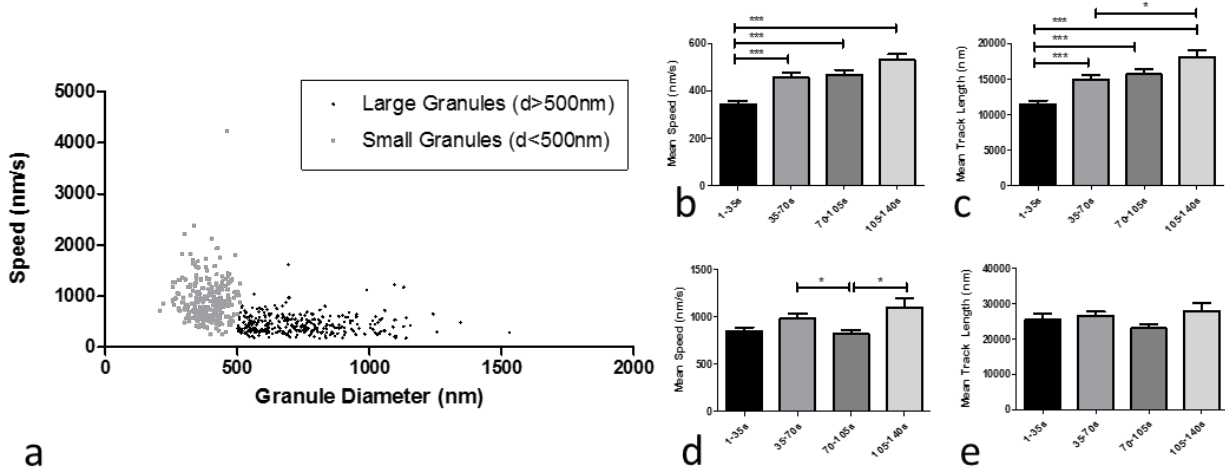 Speed (nm/s)
5000
4000
3000
2000
1000
0
0 500 1000 1500 2000
Granule Diameter (nm)
Large Granules (d>500nm)
Small Granules (d<500nm)
a
***
***
***
Mean Speed (nm/s)
600
400
200
0
1-35s 35-70s 70-105s 105-140s
b
*
***
***
***
Mean Track Length (nm)
20000
15000
10000
5000
0
1-35s 35-70s 70-105s 105-140s
c
* *
Mean Speed (nm/s)
1500
1000
500
0
1-35s 35-70s 70-105s 105-140s
d
Mean Track Length (nm)
40000
30000
20000
10000
0
1-35s 35-70s 70-105s 105-140s
e